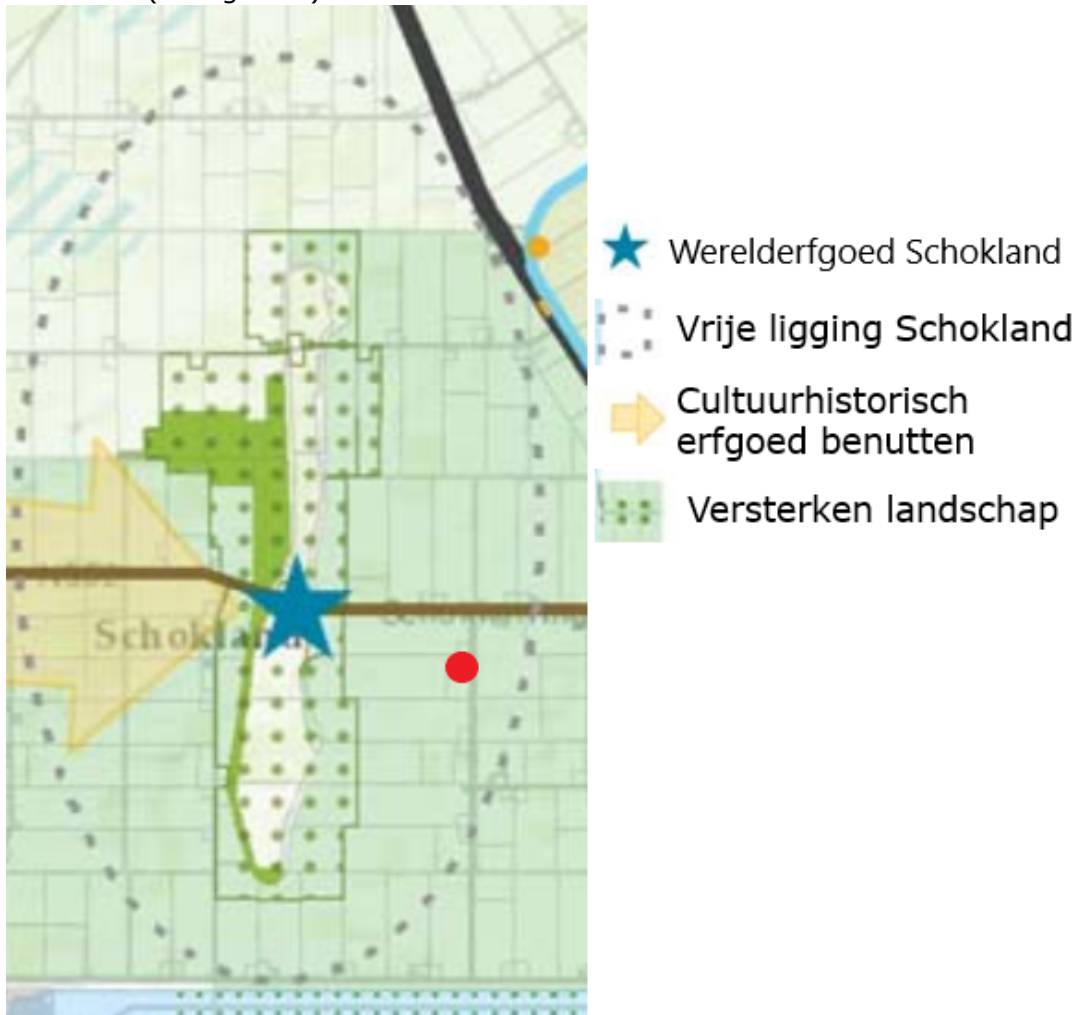 Werelderfgoed Schokland
Vrije ligging Schokland
Cultuurhistorisch
erfgoed benutten
Versterken landschap
Schokland